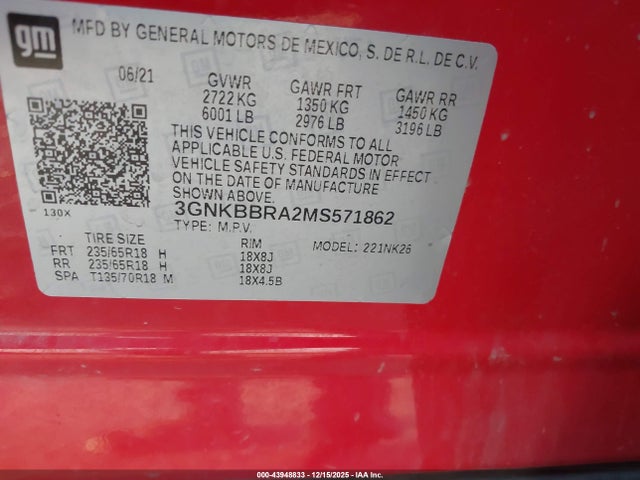 gm
MFD BY GENERAL MOTORS DE MEXICO, S. DE R.L. DE C.V.
06/21 GVWR GAWR FRT GAWR RR
2722 KG 1350 KG 1450 KG
6001 LB 2976 LB 3196 LB
THIS VEHICLE CONFORMS TO ALL
APPLICABLE U.S. FEDERAL MOTOR
VEHICLE SAFETY STANDARDS IN EFFECT
ON THE DATE OF MANUFACTURE
SHOWN ABOVE.
130X
3GNKBBRA2MS571862
TYPE: M.P.V.
TIRE SIZE RIM MODEL: 221NK26
FRT 235/65R18 H 18X8J
RR 235/65R18 H 18X8J
SPA T135/70R18 M 18X4.5B
000-43948833 - 12/15/2025 - IAA Inc.